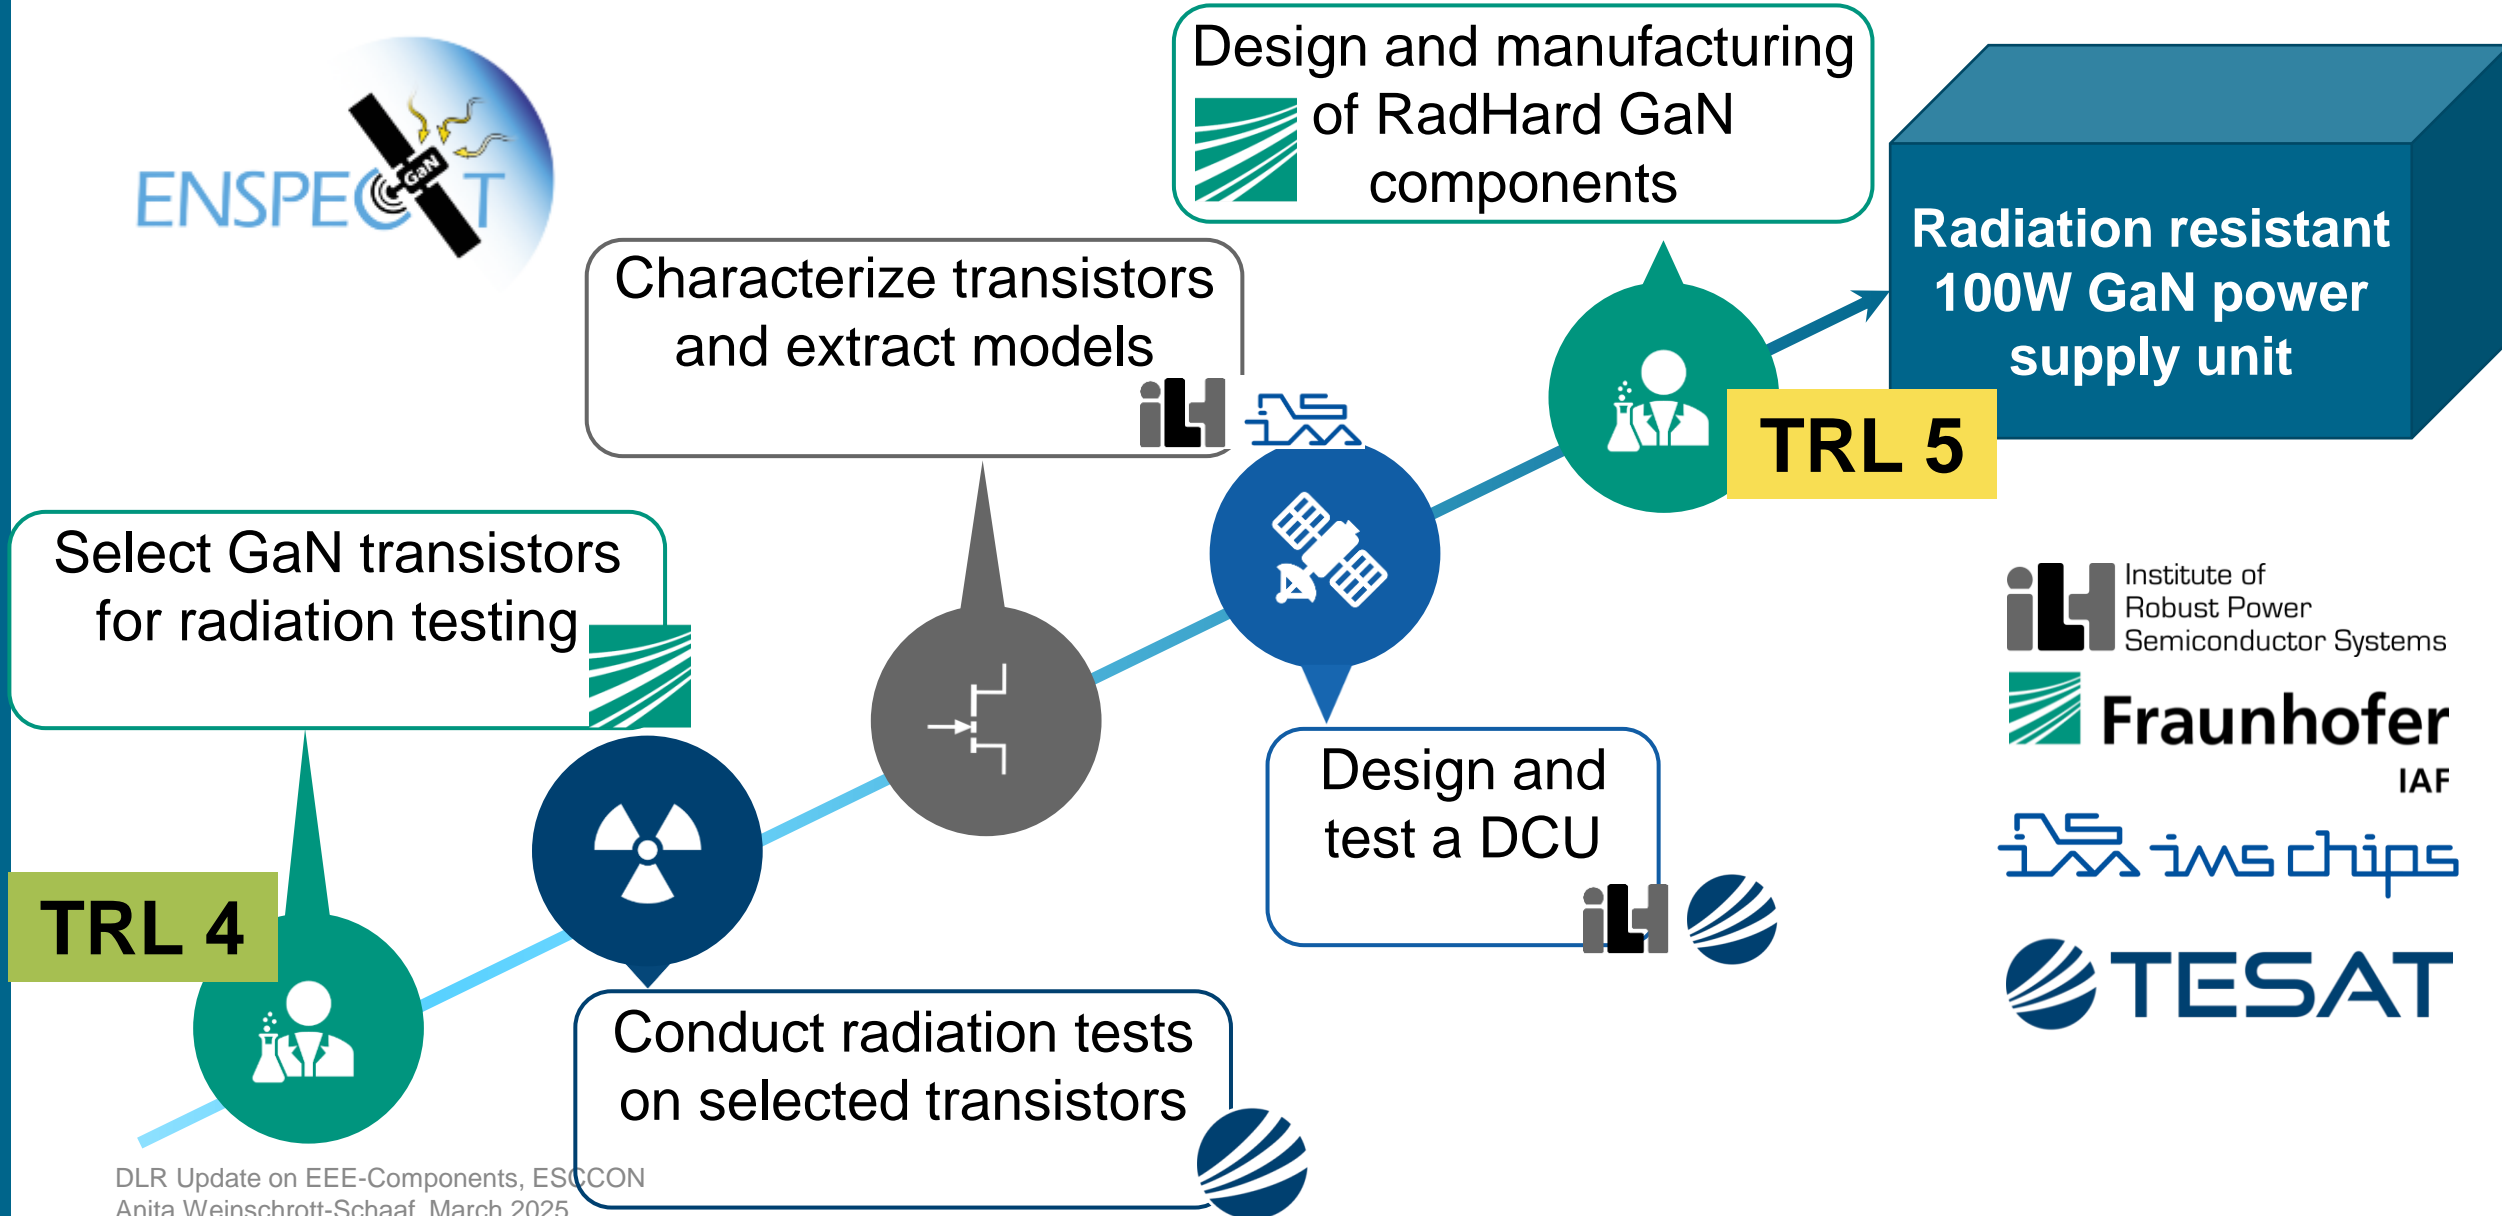 Design and manufacturing
of RadHard GaN
components
GaN
ENSPECT
Radiation resistant
100W GaN power
supply unit
Characterize transistors
and extract models
iLH
TRL 5
Select GaN transistors
for radiation testing
Institute of
Robust Power
Semiconductor Systems
iLH
Fraunhofer
IAF
Design and
test a DCU
iLH
ims chips
TRL 4
TESAT
Conduct radiation tests
on selected transistors
DLR Update on EEE-Components, ESCCON
Anita Weinschrott-Schaaf, March 2025